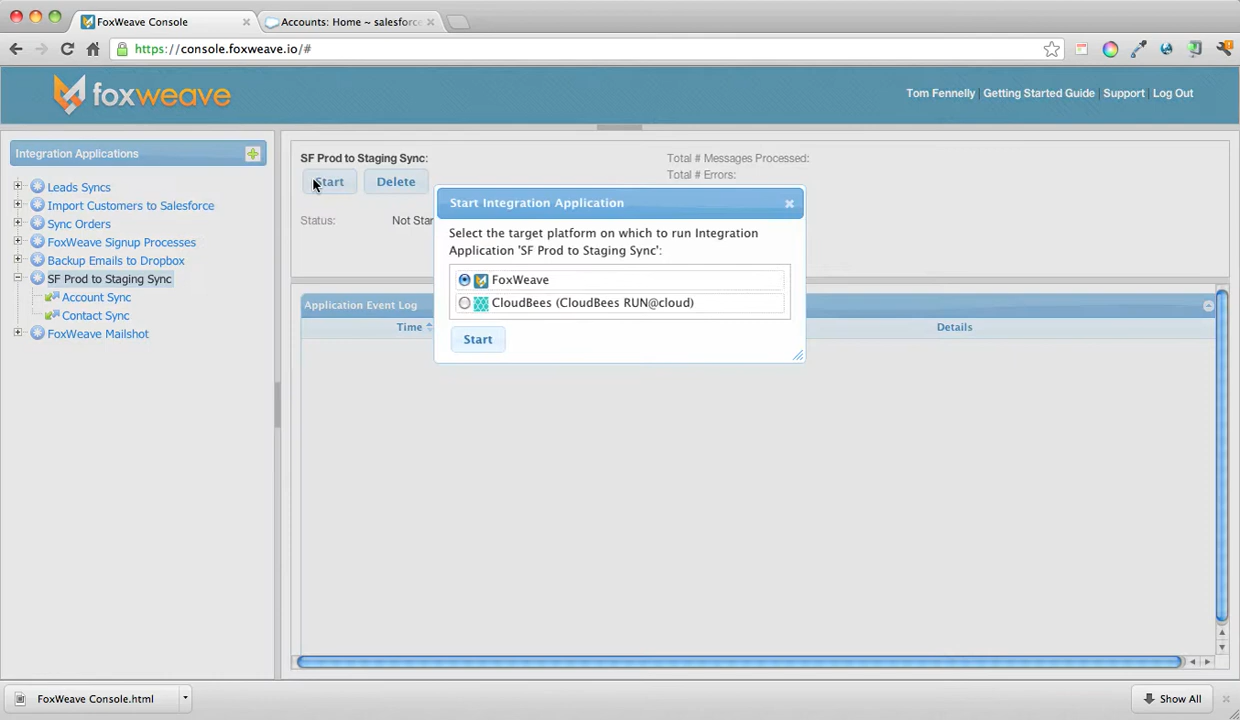 FoxWeave Console
Accounts: Home ~ salesforce
https://console.foxweave.io/#
foxweave
Tom Fennelly | Getting Started Guide | Support | Log Out
Integration Applications
Leads Syncs
Import Customers to Salesforce
Sync Orders
FoxWeave Signup Processes
Backup Emails to Dropbox
SF Prod to Staging Sync
Account Sync
Contact Sync
FoxWeave Mailshot
SF Prod to Staging Sync:
Start Delete
Status: Not Star
Total # Messages Processed:
Total # Errors:
Start Integration Application
Select the target platform on which to run Integration
Application 'SF Prod to Staging Sync':
FoxWeave
CloudBees (CloudBees RUN@cloud)
Start
Application Event Log
Time Details
FoxWeave Console.html
Show All